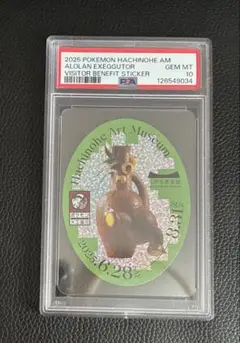 2025 POKEMON HACHINOHE AM
ALOLAN EXEGGUTOR
GEM MT
VISITOR BENEFIT STICKER
10
PSA
126549034
Hachinohe Art Museum
2025.6.28
8.31